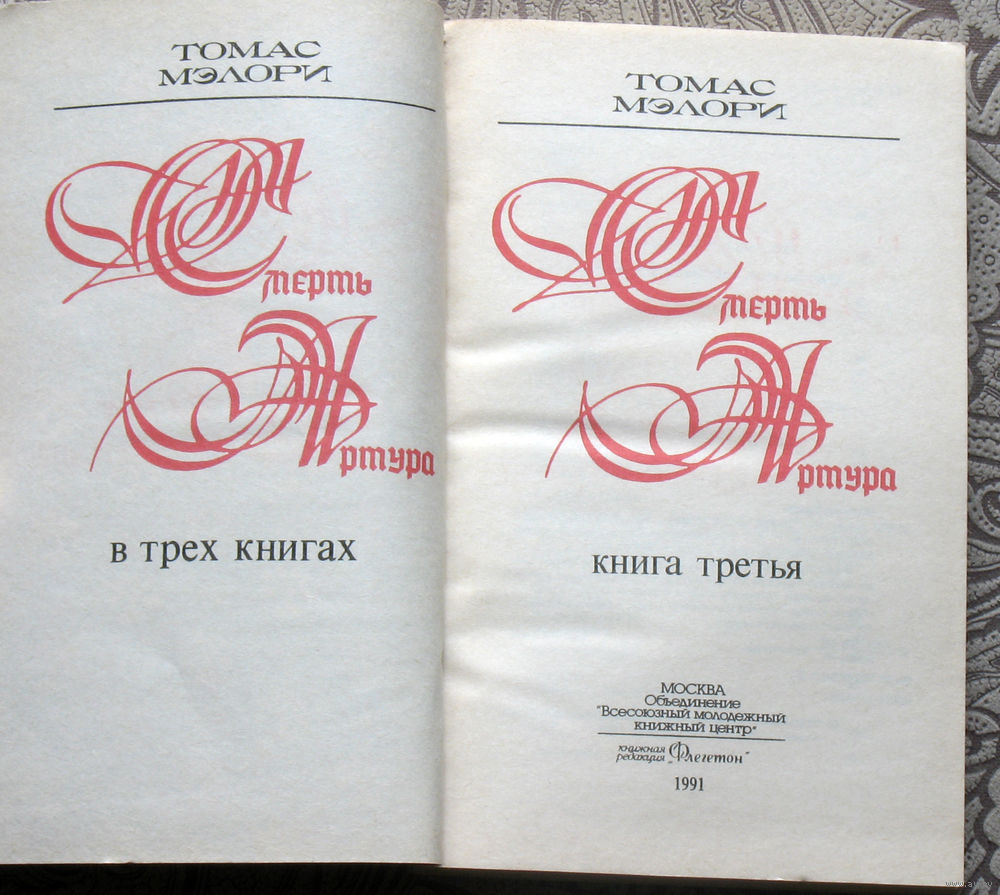 ТОМАС
МЭЛОРИ
Смерть
Артура
в трех книгах
ТОМАС
МЭЛОРИ
Смерть
Артура
книга третья
МОСКВА
Объединение
"Всесоюзный молодежный
книжный центр"
книжная
редакция „Флегетон"
1991